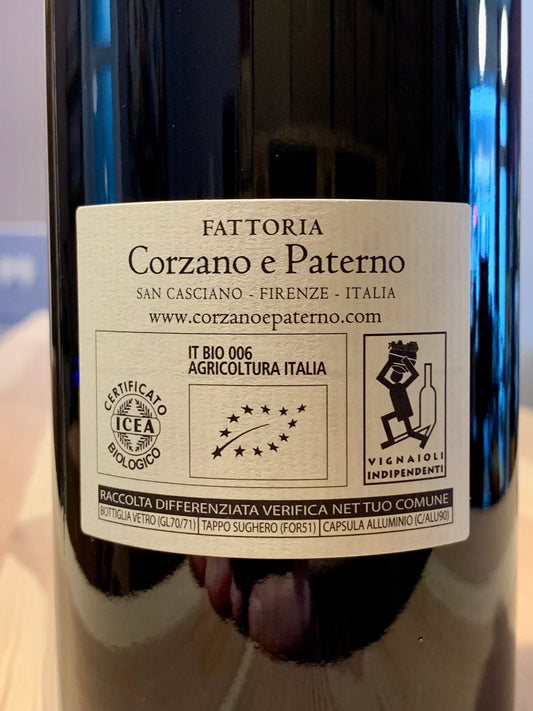 FATTORIA
Corzano e Paterno
SAN CASCIANO - FIRENZE - ITALIA
www.corzanoepaterno.com
IT BIO 006
AGRICOLTURA ITALIA
CERTIFICATO
ICEA
BIOLOGICO
VIGNAIOLI
INDIPENDENTI
RACCOLTA DIFFERENZIATA VERIFICA NET TUO COMUNE
BOTTIGLIA VETRO (GL70/71) TAPPO SUGHERO (FOR51) CAPSULA ALLUMINIO (C/ALU90)